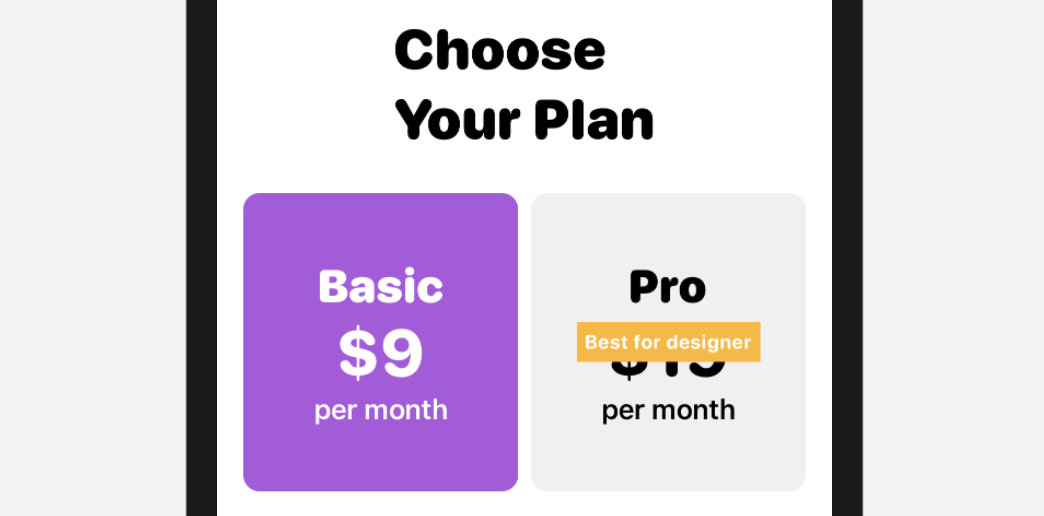 Choose
Your Plan
Basic
$9
per month
Pro
Best for designer
per month